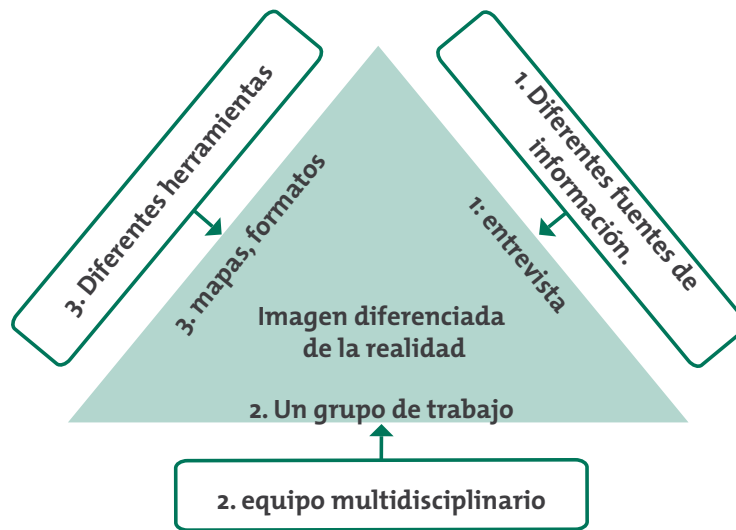 3. Diferentes herramientas
1. Diferentes fuentes de
información.
3. mapas, formatos
1: entrevista
Imagen diferenciada
de la realidad
2. Un grupo de trabajo
2. equipo multidisciplinario